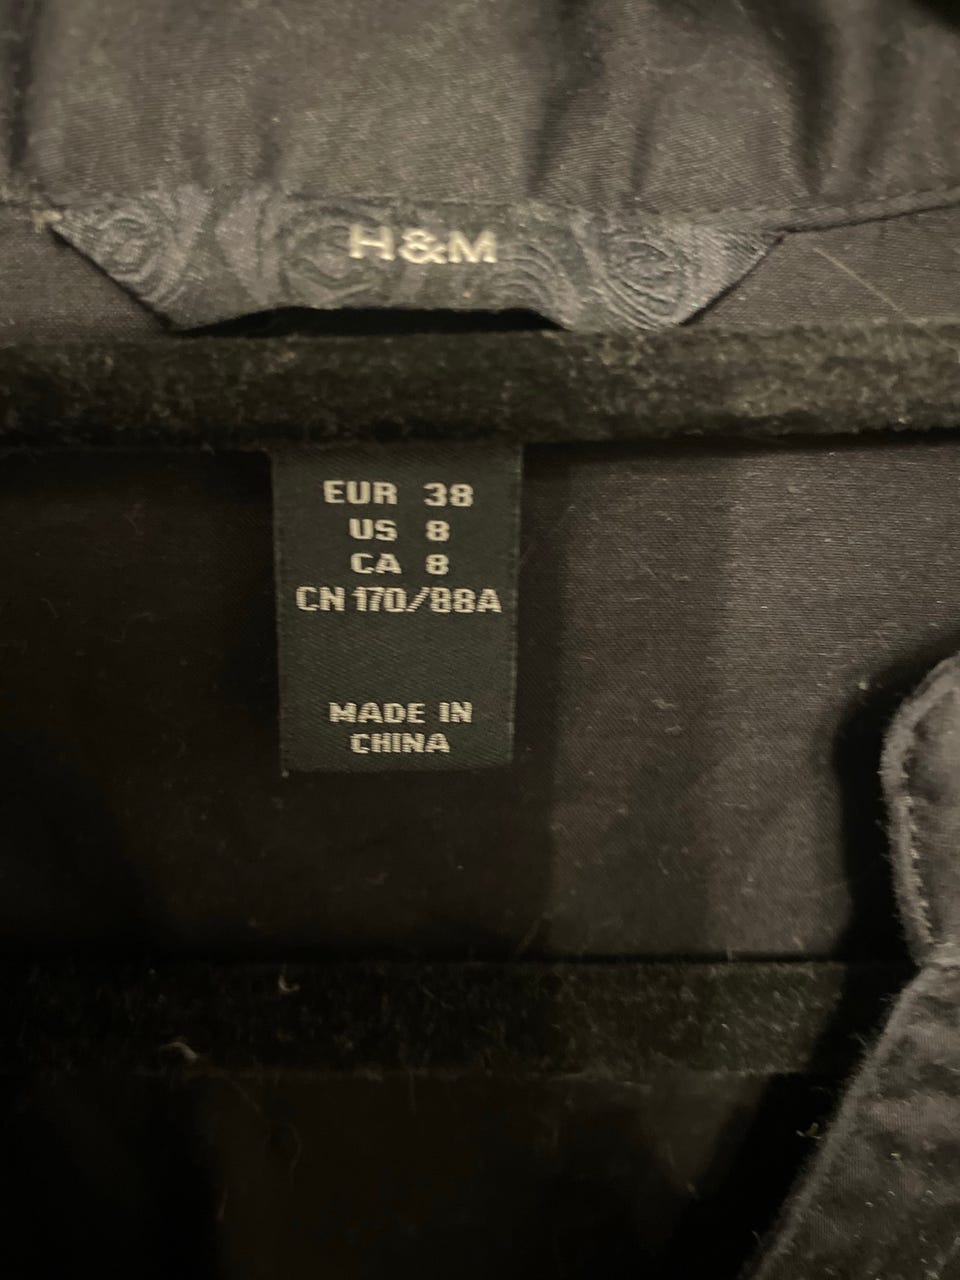 H&M
EUR 38
US 8
CA 8
CN 170/88A
MADE IN
CHINA